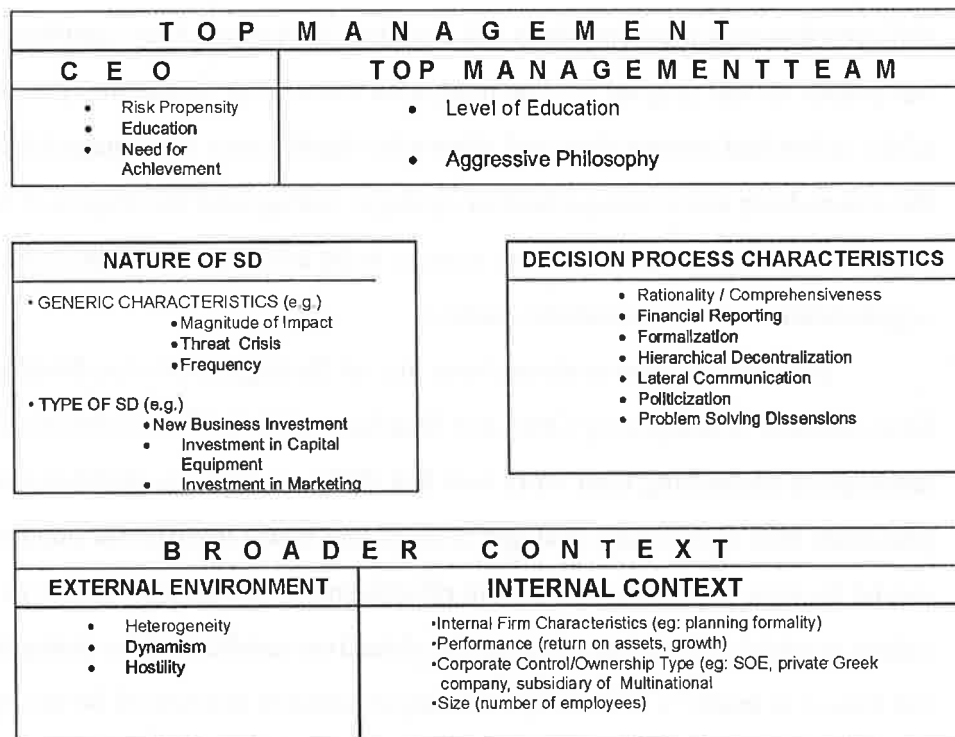 TOP MANAGEMENT
CEO
• Risk Propensity
• Education
• Need for
Achievement
TOP MANAGEMENT TEAM
• Level of Education
• Aggressive Philosophy
NATURE OF SD
• GENERIC CHARACTERISTICS (e.g.)
• Magnitude of Impact
• Threat Crisis
• Frequency
• TYPE OF SD (e.g.)
• New Business Investment
• Investment in Capital
Equipment
• Investment in Marketing
DECISION PROCESS CHARACTERISTICS
• Rationality / Comprehensiveness
• Financial Reporting
• Formalization
• Hierarchical Decentralization
• Lateral Communication
• Politicization
• Problem Solving Dissensions
BROADER CONTEXT
EXTERNAL ENVIRONMENT
• Heterogeneity
• Dynamism
• Hostility
INTERNAL CONTEXT
•Internal Firm Characteristics (eg: planning formality)
•Performance (return on assets, growth)
•Corporate Control/Ownership Type (eg: SOE, private Greek
company, subsidiary of Multinational
•Size (number of employees)